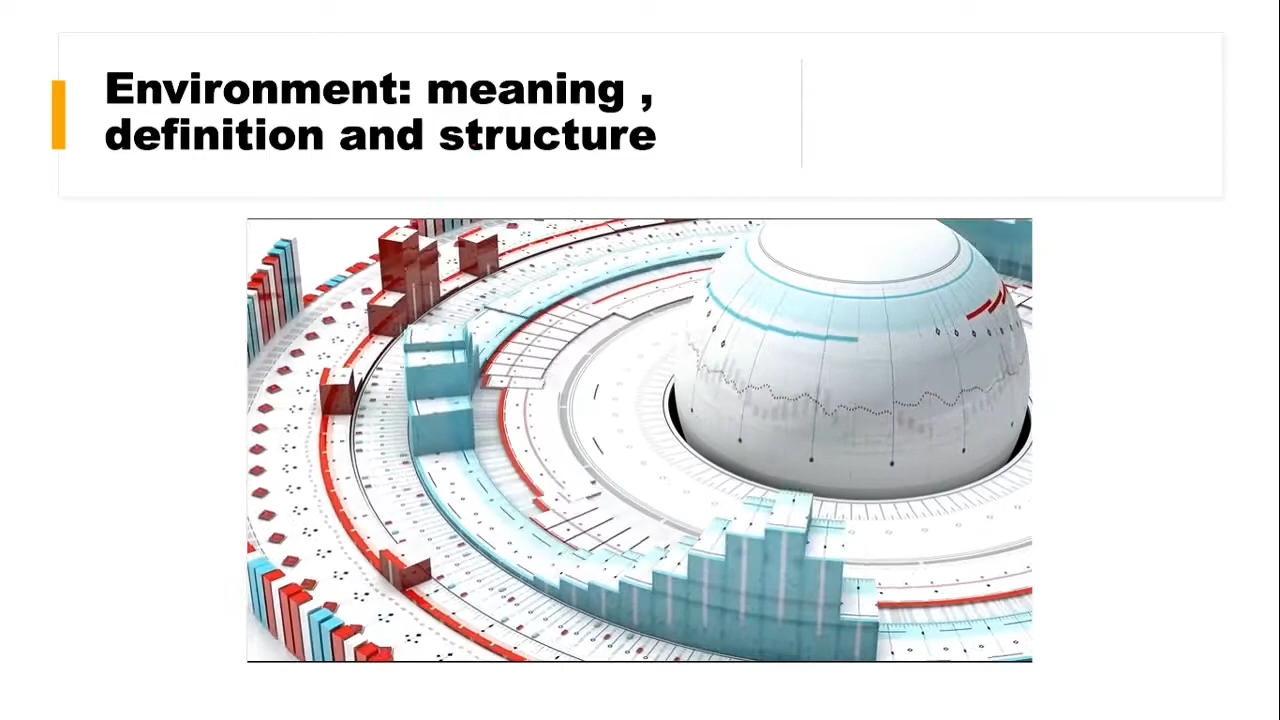 Environment: meaning ,
definition and structure